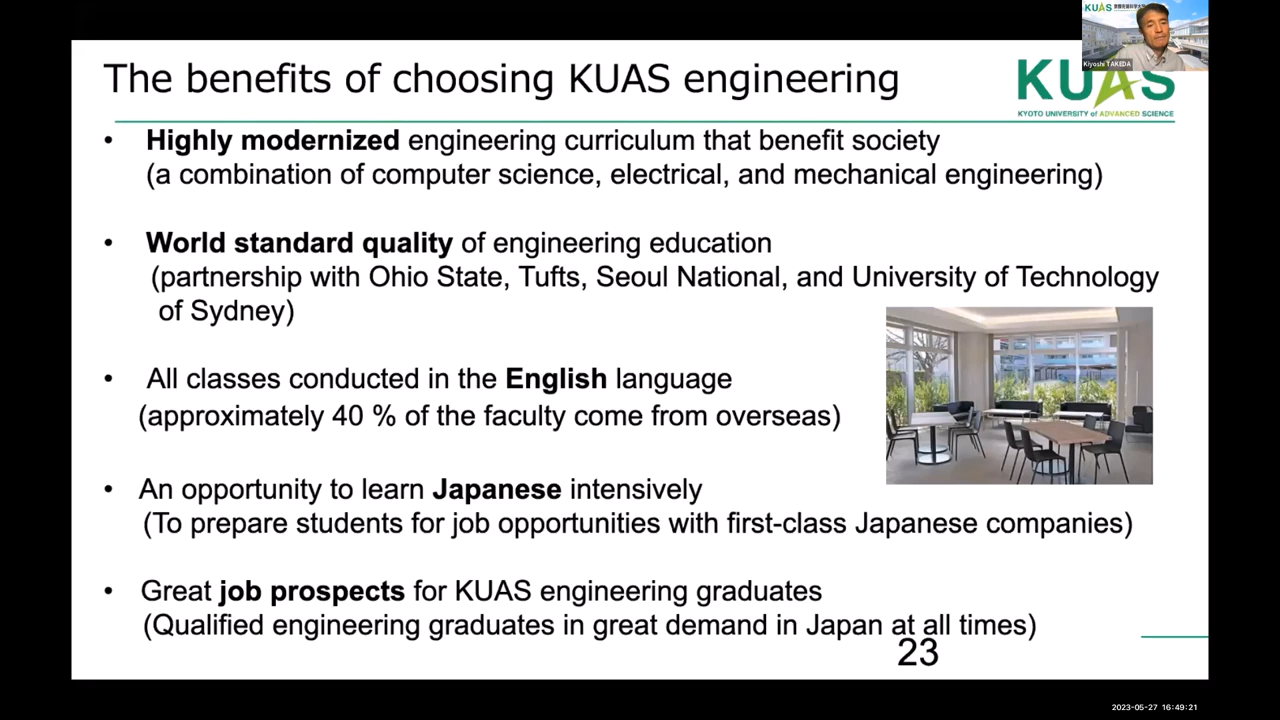 KUAS
Kiyoshi TAKEDA
The benefits of choosing KUAS engineering
KUAS
KYOTO UNIVERSITY of ADVANCED SCIENCE
• Highly modernized engineering curriculum that benefit society
(a combination of computer science, electrical, and mechanical engineering)
• World standard quality of engineering education
(partnership with Ohio State, Tufts, Seoul National, and University of Technology
of Sydney)
• All classes conducted in the English language
(approximately 40 % of the faculty come from overseas)
• An opportunity to learn Japanese intensively
(To prepare students for job opportunities with first-class Japanese companies)
• Great job prospects for KUAS engineering graduates
(Qualified engineering graduates in great demand in Japan at all times)
23
2023-05-27 16:49:21